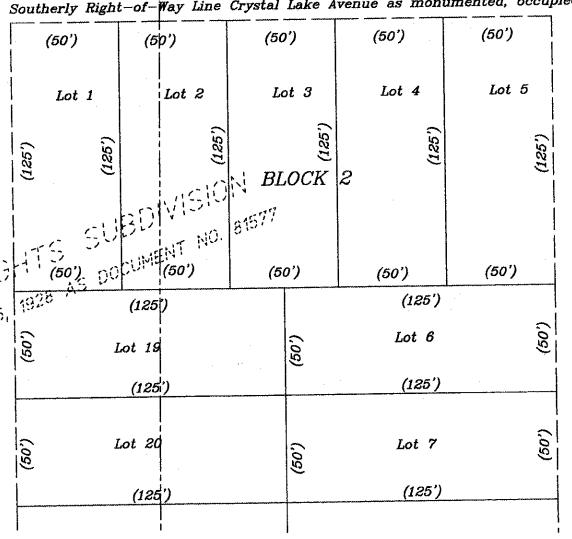 Southerly Right-of-Way Line Crystal Lake Avenue as monumented,
(50') (50') (50') (50') (50')
Lot 1 Lot 2 Lot 3 Lot 4 Lot 5
(125') (125') (125') (125') (125') (125')
BLOCK 2
SUBDIVISION
1928 AS DOCUMENT NO. 81577
(50') (50') (50') (50') (50')
(125') (125')
(50') Lot 19 (50') Lot 6 (50')
(125') (125')
(50') Lot 20 (50') Lot 7 (50')
(125') (125')